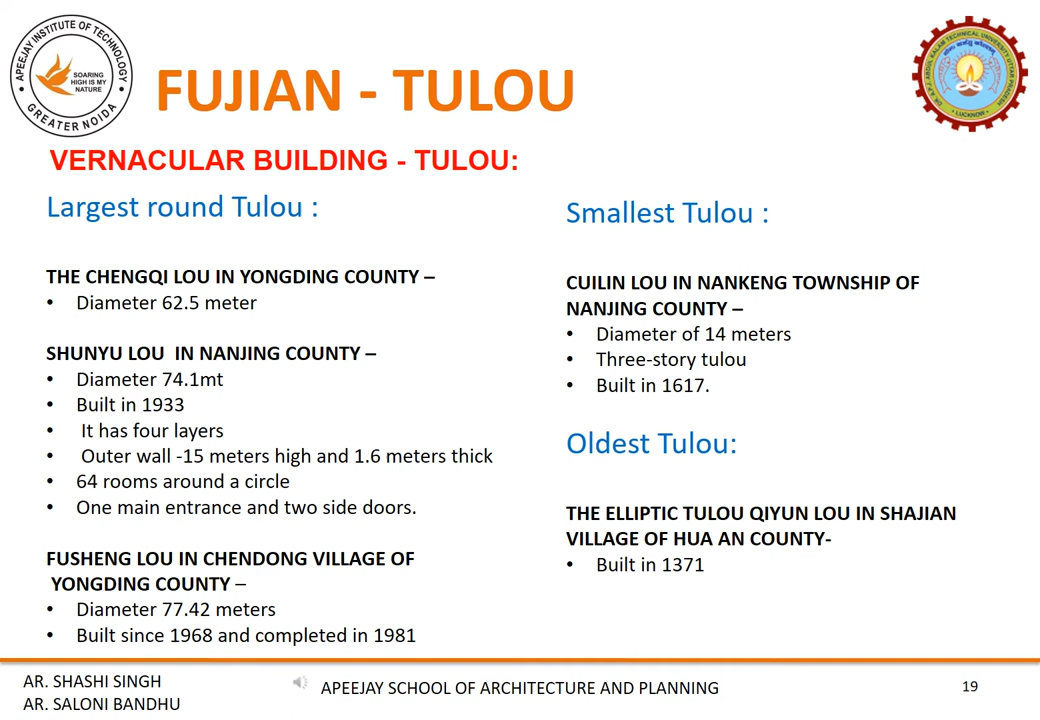 APEEJAY INSTITUTE OF TECHNOLOGY
SOARING
HIGH IS MY
NATURE
GREATER NOIDA
FUJIAN - TULOU
LUCKNOW
VERNACULAR BUILDING - TULOU:
Largest round Tulou :
THE CHENGQI LOU IN YONGDING COUNTY –
• Diameter 62.5 meter
SHUNYU LOU IN NANJING COUNTY –
• Diameter 74.1mt
• Built in 1933
• It has four layers
• Outer wall -15 meters high and 1.6 meters thick
• 64 rooms around a circle
• One main entrance and two side doors.
FUSHENG LOU IN CHENDONG VILLAGE OF
YONGDING COUNTY –
• Diameter 77.42 meters
• Built since 1968 and completed in 1981
Smallest Tulou :
CUILIN LOU IN NANKENG TOWNSHIP OF
NANJING COUNTY –
• Diameter of 14 meters
• Three-story tulou
• Built in 1617.
Oldest Tulou:
THE ELLIPTIC TULOU QIYUN LOU IN SHAJIAN
VILLAGE OF HUA AN COUNTY-
• Built in 1371
AR. SHASHI SINGH
AR. SALONI BANDHU
APEEJAY SCHOOL OF ARCHITECTURE AND PLANNING
19